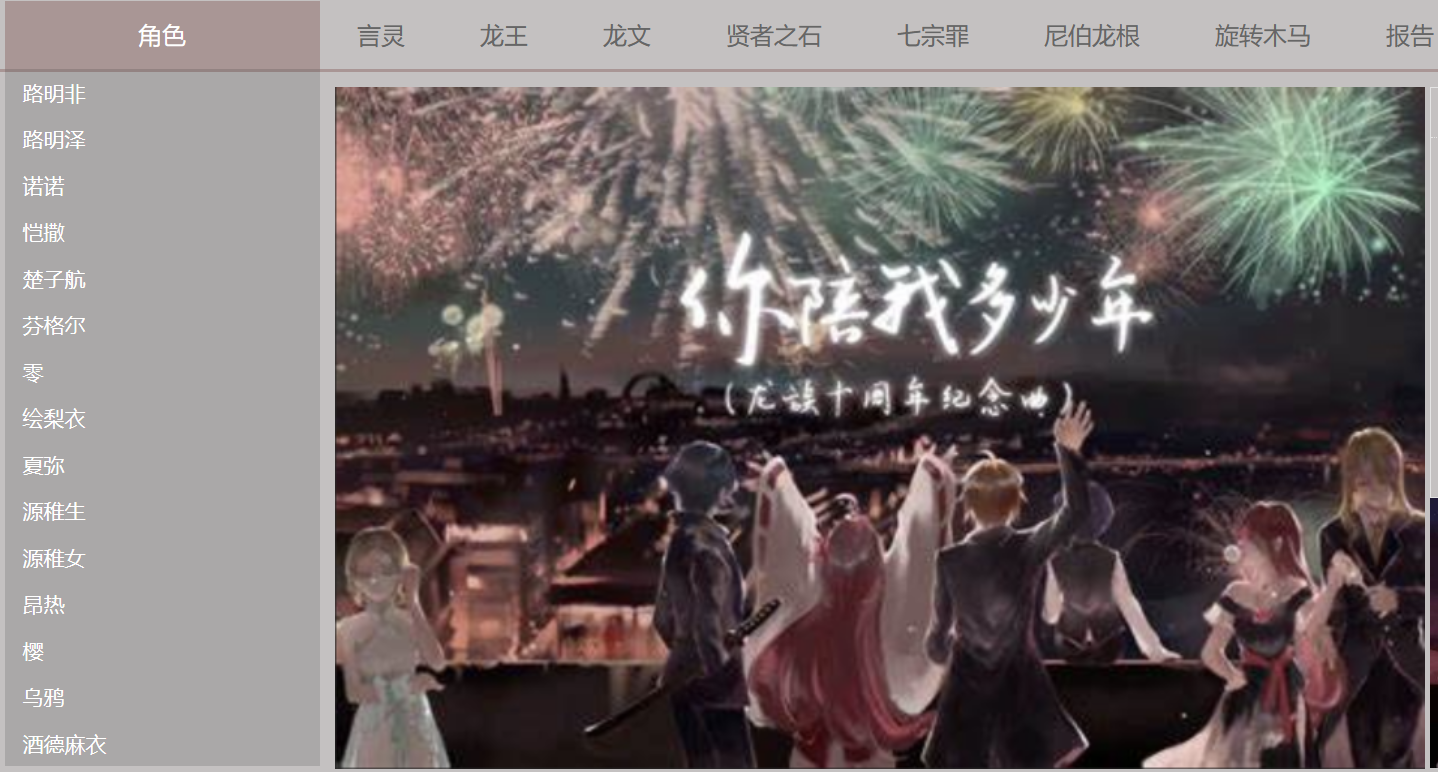 角色 言灵 龙王 龙文 贤者之石 七宗罪 尼伯龙根 旋转木马 报告
路明非
路明泽
诺诺
恺撒
楚子航
芬格尔
零
绘梨衣
夏弥
源稚生
源稚女
昂热
樱
乌鸦
酒德麻衣
你陪我多少年
(龙族十周年纪念曲)